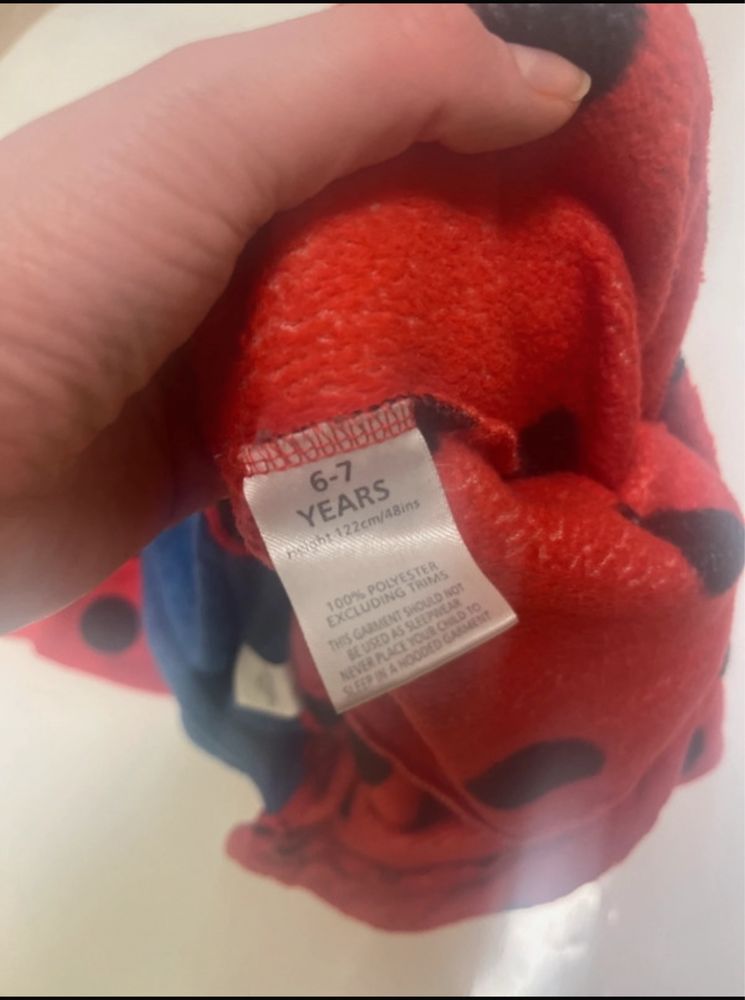 6-7
YEARS
height 122cm/48ins
100% POLYESTER
EXCLUDING TRIMS
THIS GARMENT SHOULD NOT
BE USED AS SLEEPWEAR
NEVER PLACE YOUR CHILD TO
SLEEP IN A HOODED GARMENT